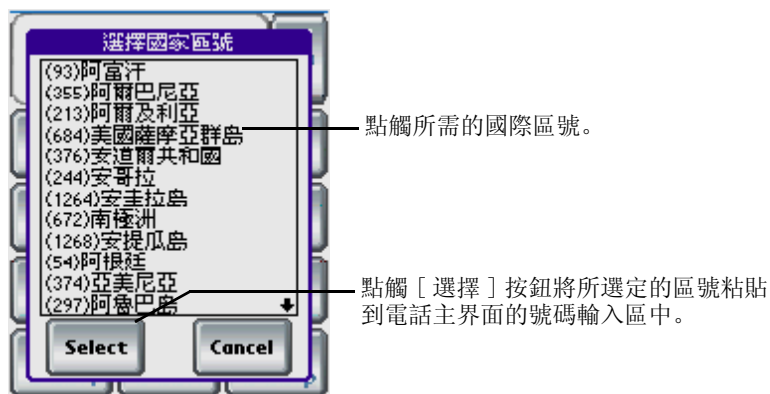 選擇國家區號
(93)阿富汗
(355)阿爾巴尼亞
(213)阿爾及利亞
(684)美國薩摩亞群島
點觸所需的國際區號。
(376)安道爾共和國
(244)安哥拉
(1264)安圭拉島
(672)南極洲
(1268)安提瓜島
(54)阿根廷
(374)亞美尼亞
(297)阿魯巴島
點觸［選擇］按鈕將所選定的區號粘貼
到電話主界面的號碼輸入區中。
Select
Cancel